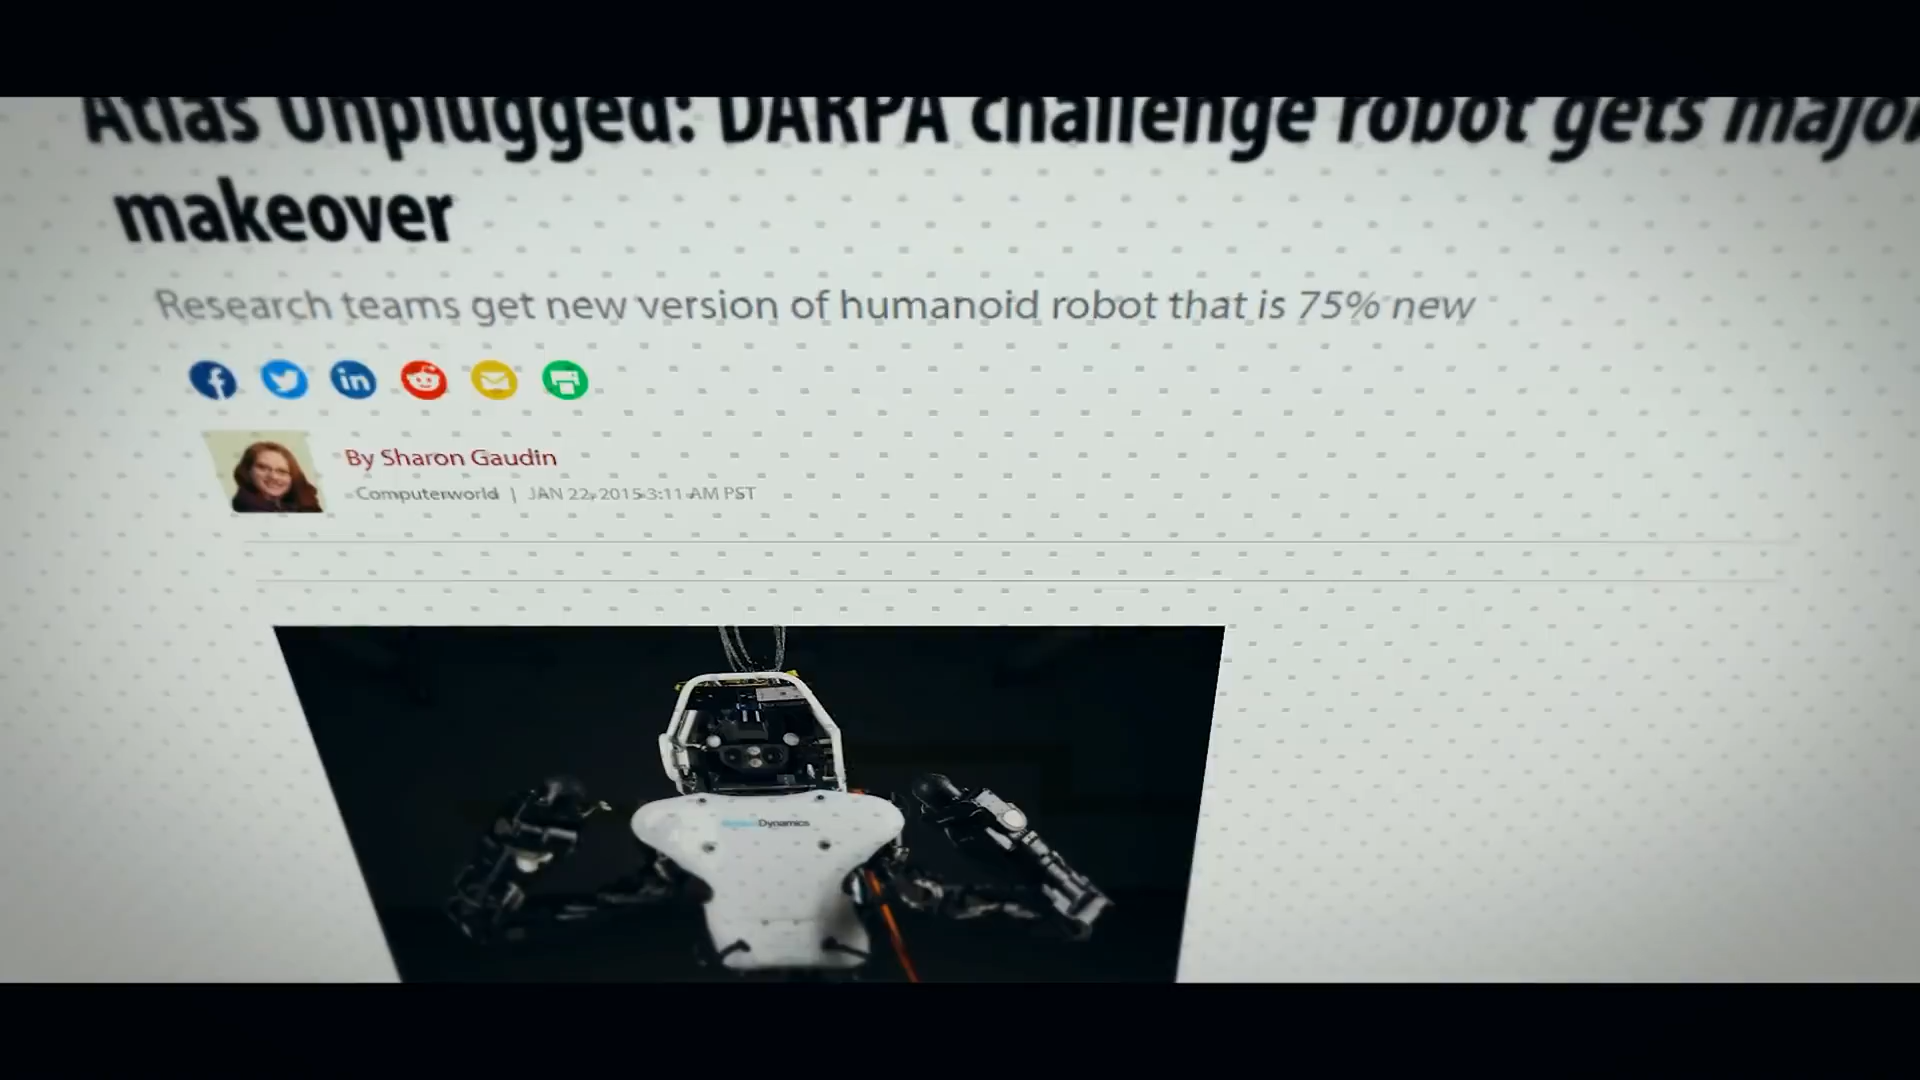 Atlas Unplugged: DARPA challenge robot gets major
makeover
Research teams get new version of humanoid robot that is 75% new
By Sharon Gaudin
Computerworld | JAN 22, 2015 3:11 AM PST
Dynamics